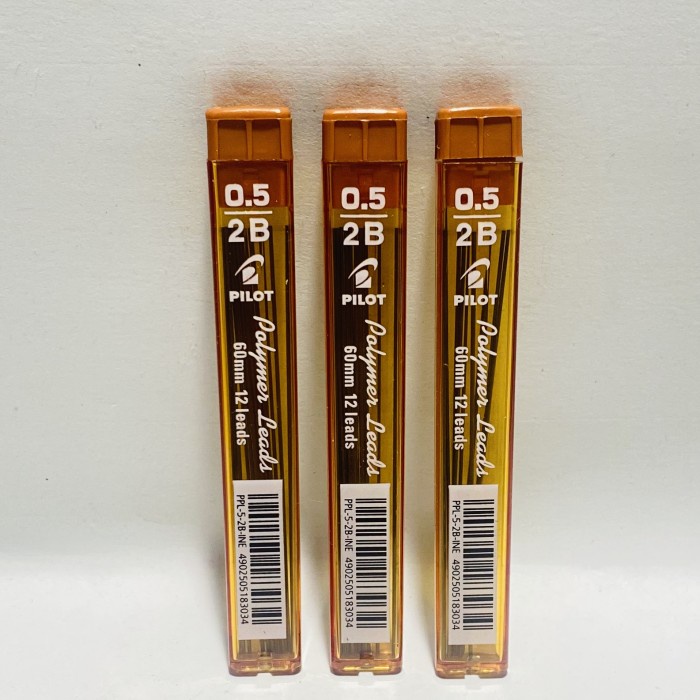 0.5
2B
PILOT
Polymer Leads
60mm 12 leads
PPL-5-2B-INE 4902505183034
0.5
2B
PILOT
Polymer Leads
60mm 12 leads
PPL-5-2B-INE 4902505183034
0.5
2B
PILOT
Polymer Leads
60mm 12 leads
PPL-5-2B-INE 4902505183034